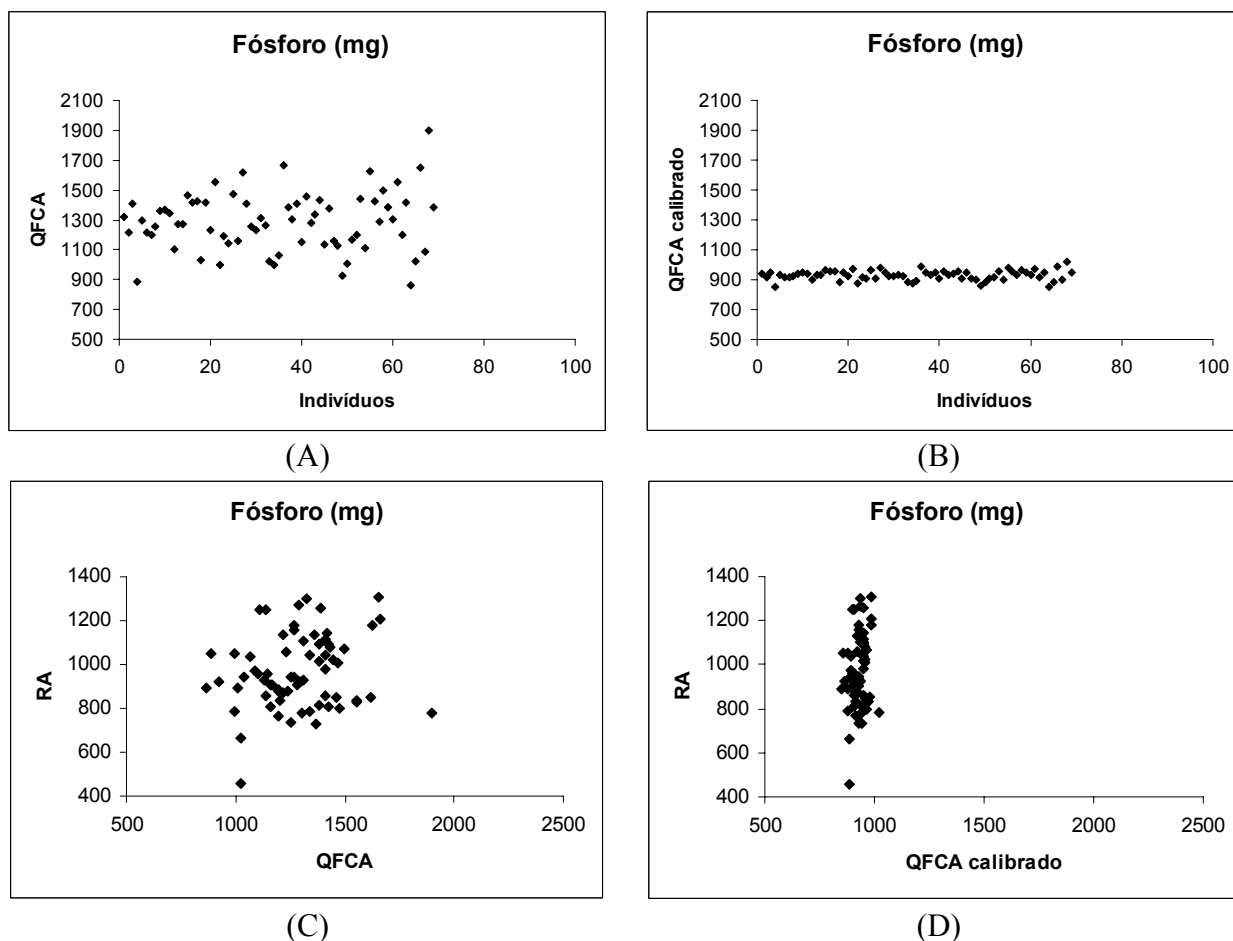 Fósforo (mg)
2100
1900
1700
1500
1300
1100
900
700
500
QFCA
0 20 40 60 80 100
Indivíduos
(A)
Fósforo (mg)
2100
1900
1700
1500
1300
1100
900
700
500
QFCA calibrado
0 20 40 60 80 100
Indivíduos
(B)
Fósforo (mg)
1400
1200
1000
800
600
400
RA
500 1000 1500 2000 2500
QFCA
(C)
Fósforo (mg)
1400
1200
1000
800
600
400
RA
500 1000 1500 2000 2500
QFCA calibrado
(D)